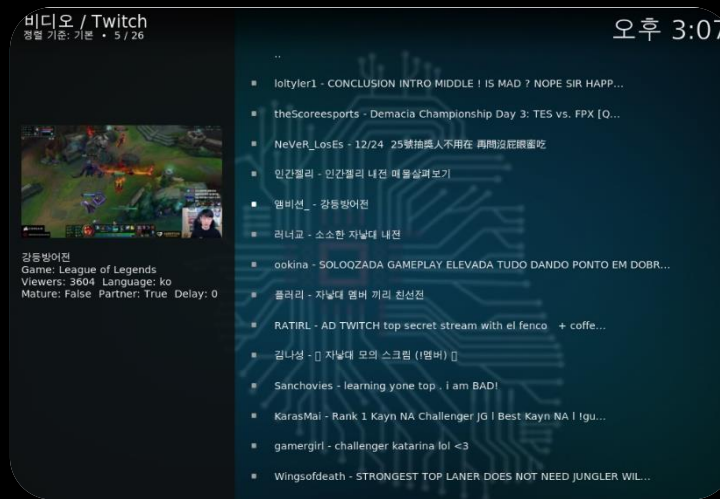 비디오 / Twitch
정렬 기준: 기본 • 5 / 26
오후 3:07
..
loltyler1 - CONCLUSION INTRO MIDDLE ! IS MAD ? NOPE SIR HAPP...
theScoreesports - Demacia Championship Day 3: TES vs. FPX [Q...
NeVeR_LosEs - 12/24 25號抽獎人不用在 再問沒屁眼蜜吃
인간젤리 - 인간젤리 내전 매물살펴보기
앰비션_ - 강등방어전
러너교 - 소소한 자낳대 내전
ookina - SOLOQZADA GAMEPLAY ELEVADA TUDO DANDO PONTO EM DOBR...
플러리 - 자낳대 멤버 끼리 친선전
RATIRL - AD TWITCH top secret stream with el fenco + coffe...
김나성 - 자낳대 모의 스크림 (!멤버)
Sanchovies - learning yone top . i am BAD!
KarasMai - Rank 1 Kayn NA Challenger JG l Best Kayn NA l !gu...
gamergirl - challenger katarina lol <3
Wingsofdeath - STRONGEST TOP LANER DOES NOT NEED JUNGLER WIL...
강등방어전
Game: League of Legends
Viewers: 3604 Language: ko
Mature: False Partner: True Delay: 0